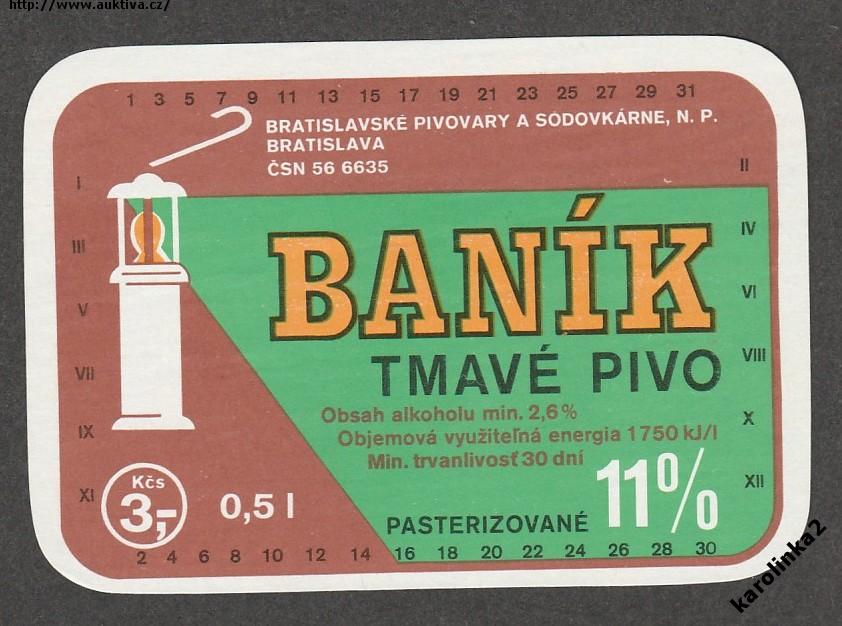 http://www.auktiva.cz/
1 3 5 7 9 11 13 15 17 19 21 23 25 27 29 31
BRATISLAVSKÉ PIVOVARY A SÓDOVKÁRNE, N. P.
BRATISLAVA
ČSN 56 6635
I II
III IV
V VI
VII VIII
IX X
XI XII
BANÍK
TMAVÉ PIVO
Obsah alkoholu min. 2,6%
Objemová využiteľná energia 1750 kJ/l
Min. trvanlivosť 30 dní
Kčs
3,-
0,5 l
PASTERIZOVANÉ
11%
2 4 6 8 10 12 14 16 18 20 22 24 26 28 30
karolinka2